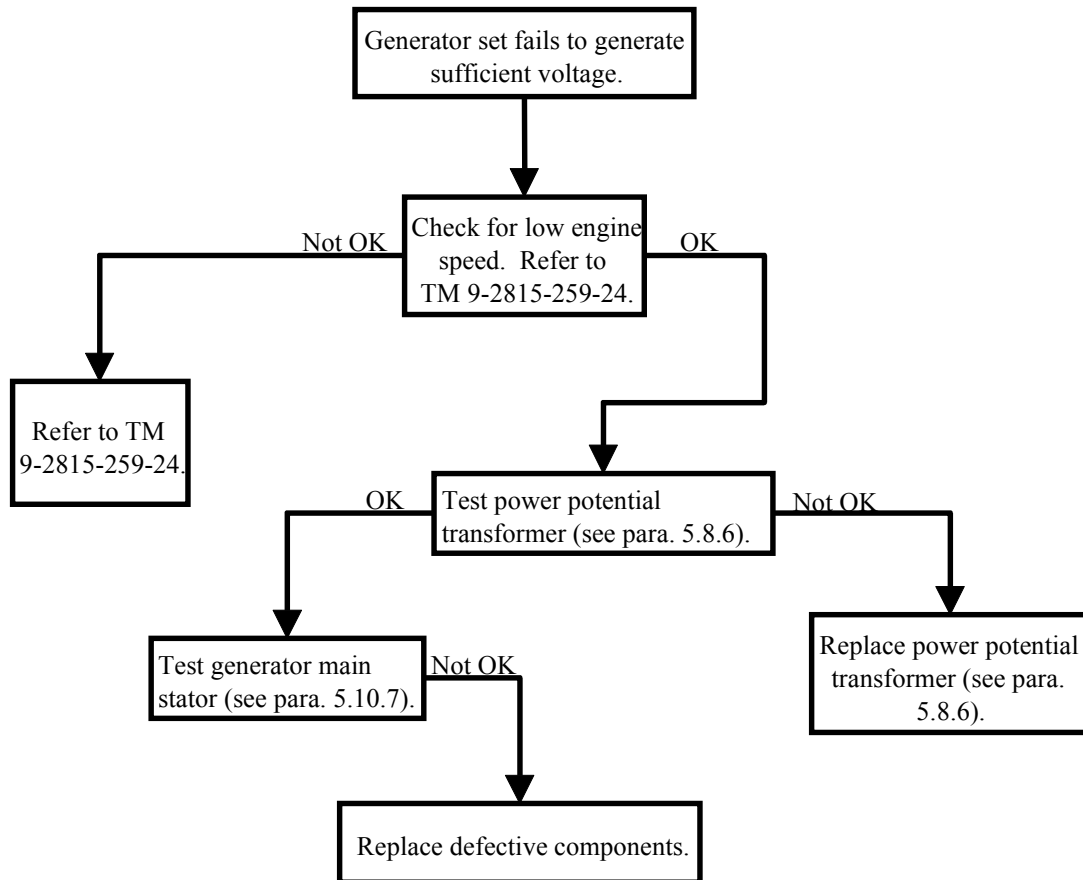 Generator set fails to generate
sufficient voltage.
Not OK
Check for low engine
speed.  Refer to
TM 9-2815-259-24.
OK
Refer to TM
9-2815-259-24.
OK
Test power potential
transformer (see para. 5.8.6).
Not OK
Test generator main
stator (see para. 5.10.7).
Not OK
Replace power potential
transformer (see para.
5.8.6).
Replace defective components.